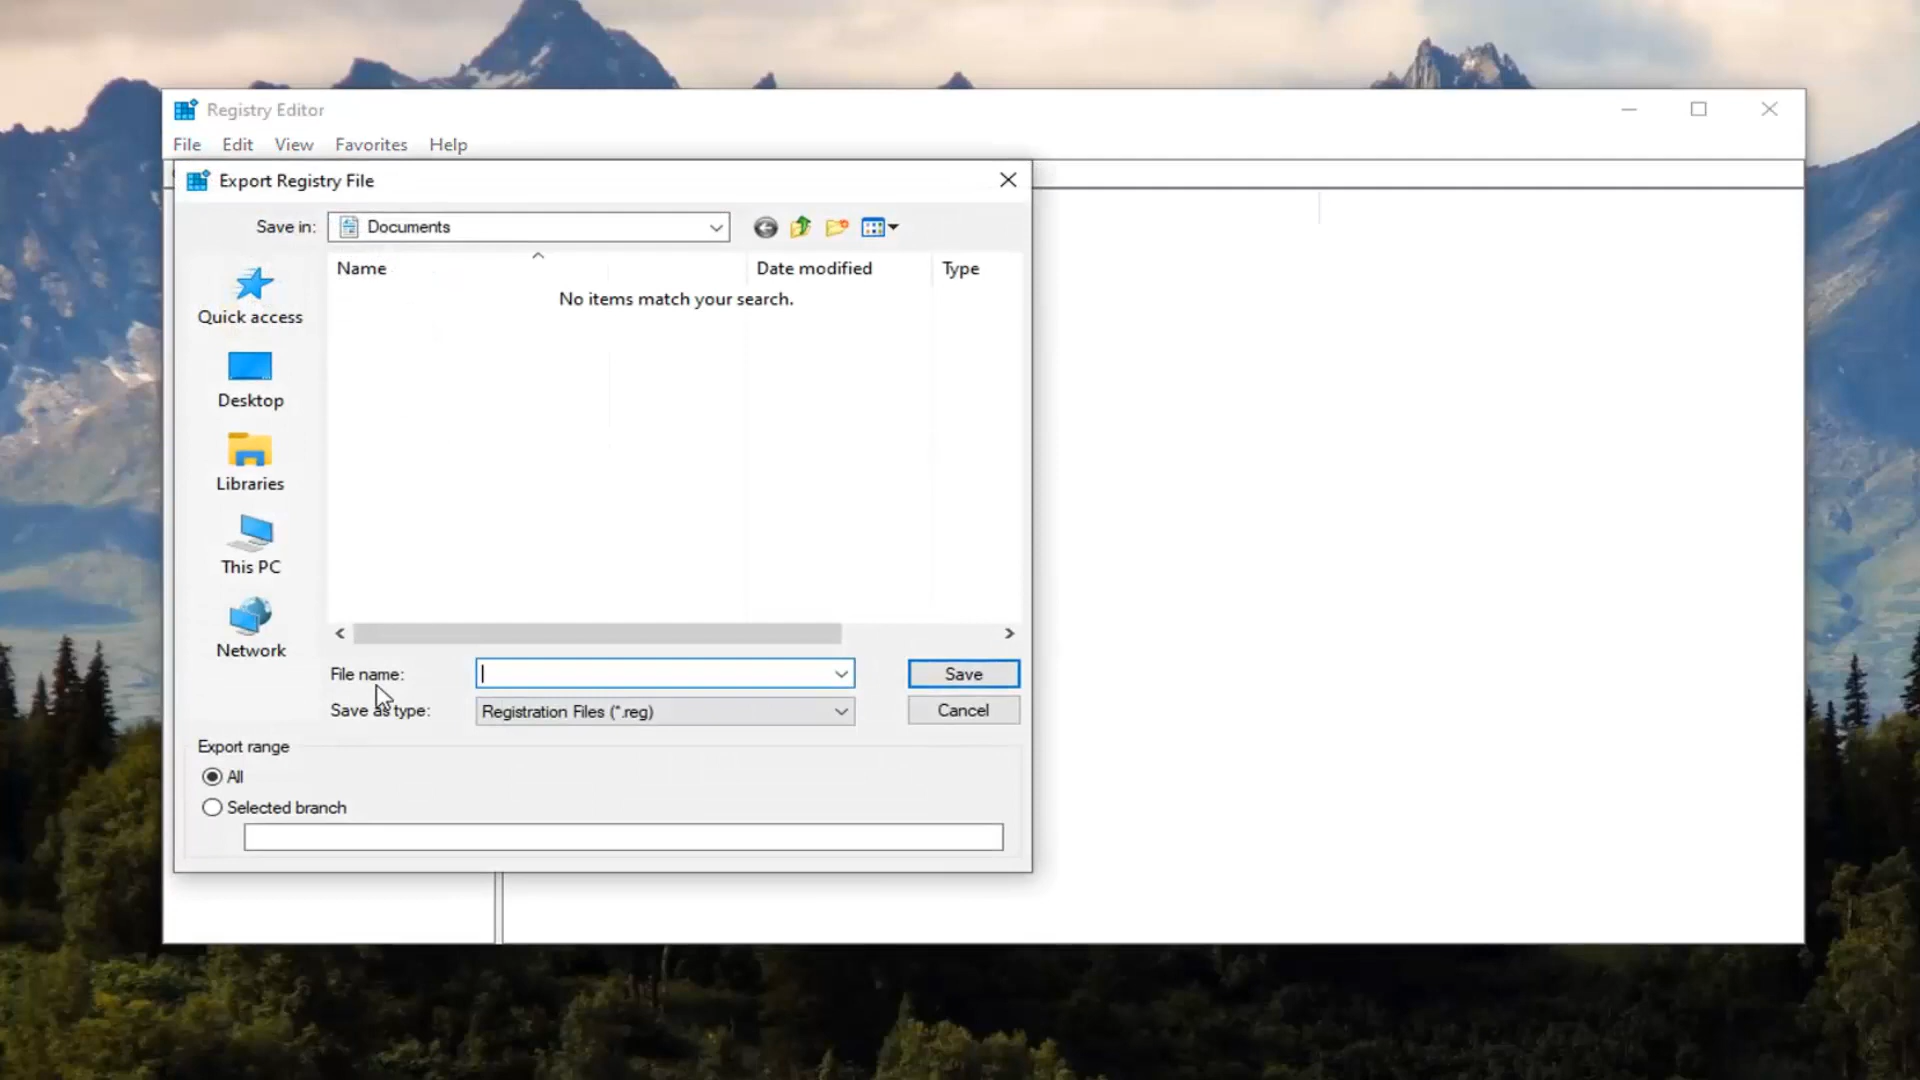 Registry Editor
File Edit View Favorites Help
Export Registry File
Save in: Documents
Name Date modified Type
No items match your search.
Quick access
Desktop
Libraries
This PC
Network
File name: Save
Save as type: Registration Files (*.reg) Cancel
Export range
All
Selected branch